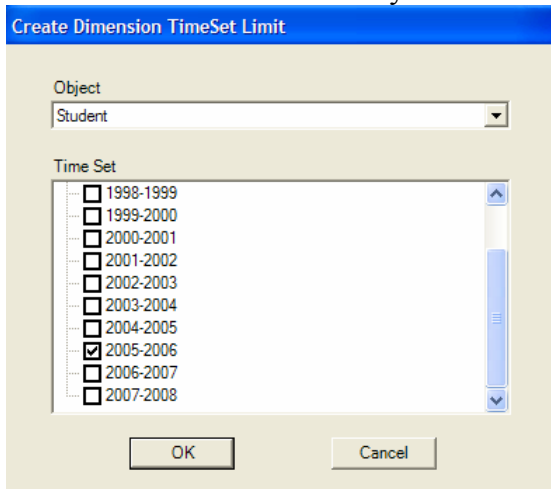 Create Dimension TimeSet Limit
Object
Student
Time Set
1998-1999
1999-2000
2000-2001
2001-2002
2002-2003
2003-2004
2004-2005
2005-2006
2006-2007
2007-2008
OK Cancel